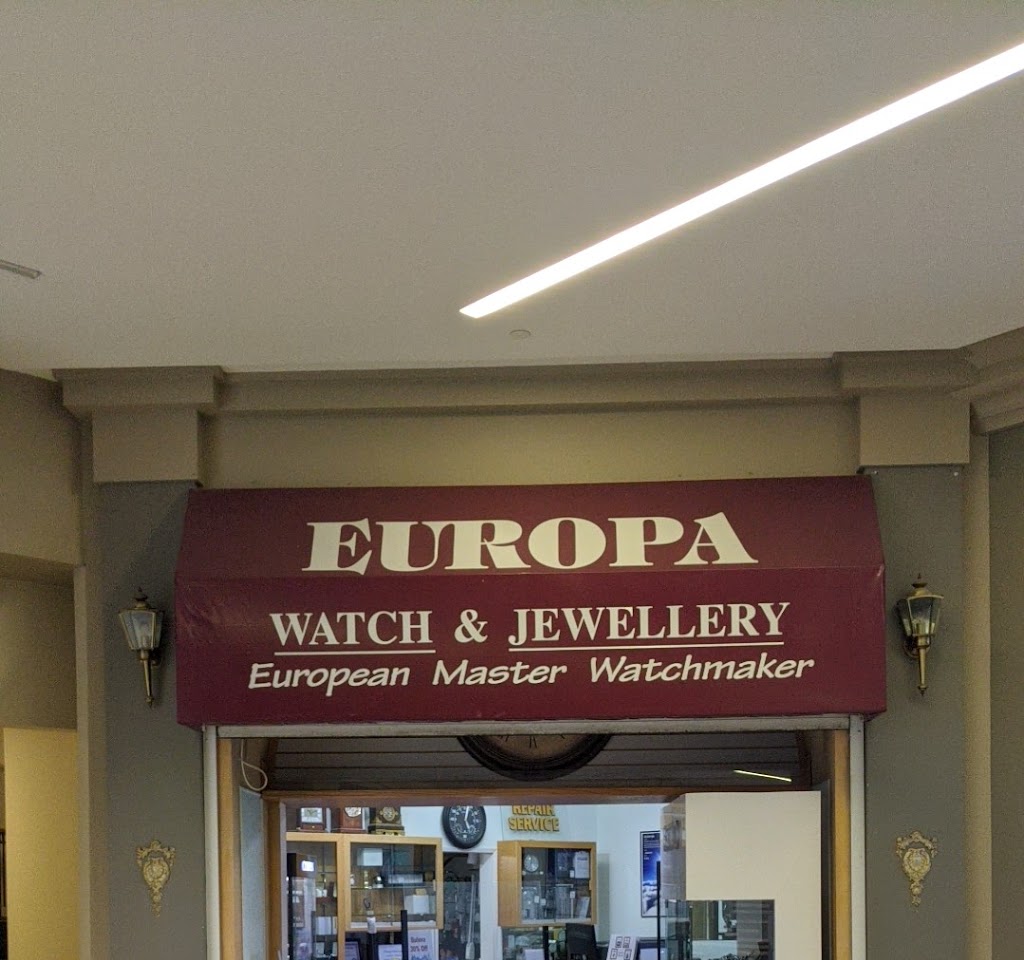 EUROPA
WATCH & JEWELLERY
European Master Watchmaker
REPAIR
SERVICE